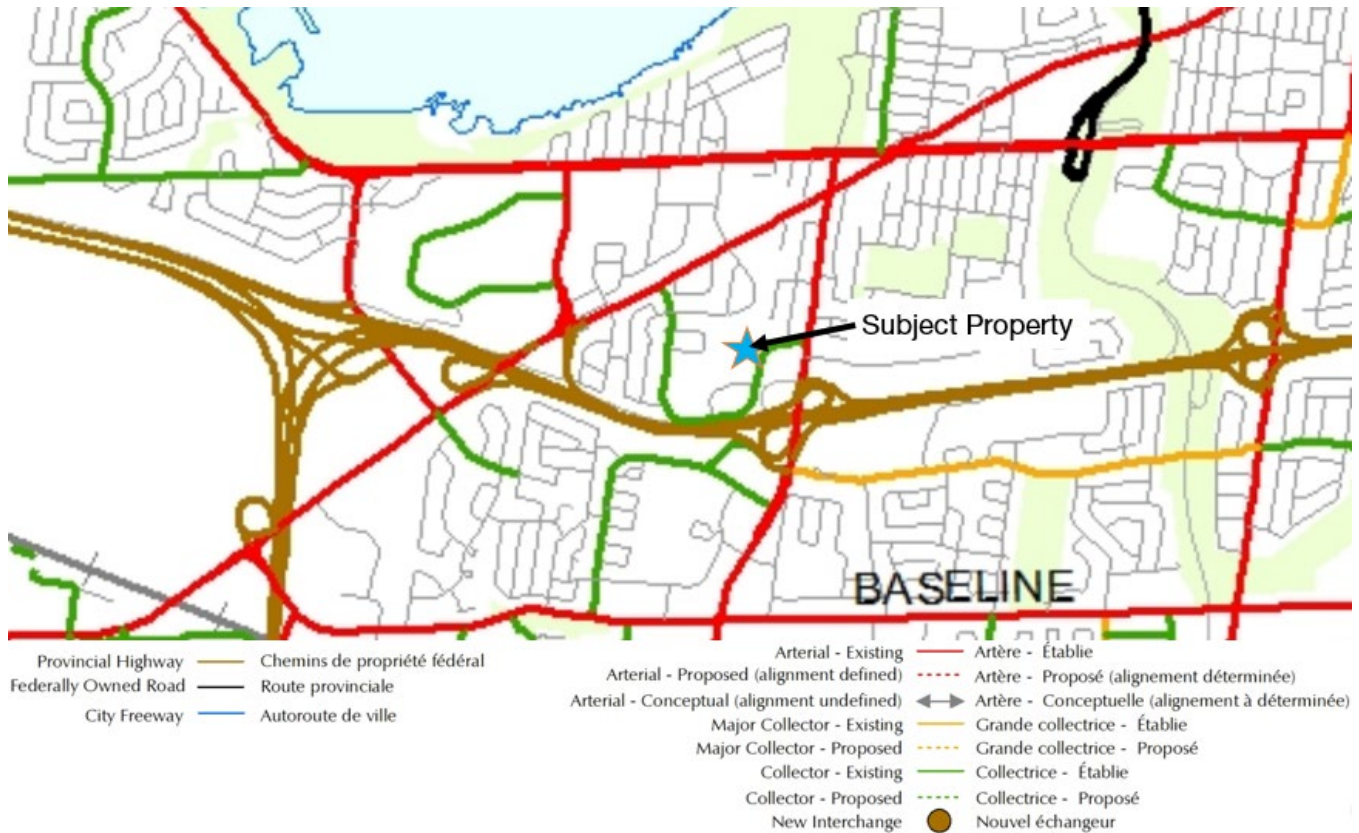 Subject Property
BASELINE
Provincial Highway Chemins de propriété fédéral
Federally Owned Road Route provinciale
City Freeway Autoroute de ville
Arterial - Existing Artère - Établie
Arterial - Proposed (alignment defined) Artère - Proposé (alignement déterminée)
Arterial - Conceptual (alignment undefined) Artère - Conceptuelle (alignement à déterminée)
Major Collector - Existing Grande collectrice - Établie
Major Collector - Proposed Grande collectrice - Proposé
Collector - Existing Collectrice - Établie
Collector - Proposed Collectrice - Proposé
New Interchange Nouvel échangeur